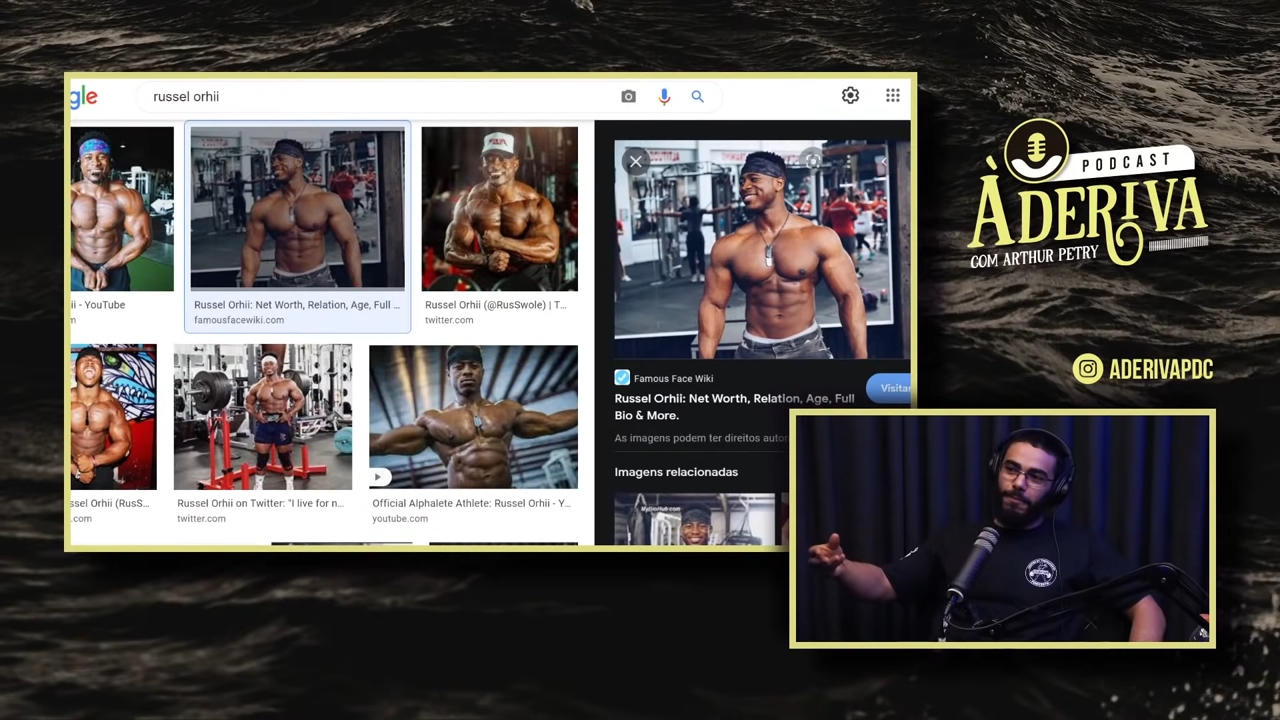 gle
russel orhii
ii - YouTube
Russel Orhii: Net Worth, Relation, Age, Full ...
famousfacewiki.com
Russel Orhii (@RusSwole) | T...
twitter.com
ssel Orhii (RusS...
.com
Russel Orhii on Twitter: "I live for n...
twitter.com
Official Alphalete Athlete: Russel Orhii - Y...
youtube.com
Famous Face Wiki
Visitar
Russel Orhii: Net Worth, Relation, Age, Full
Bio & More.
As imagens podem ter direitos autor
Imagens relacionadas
PODCAST
À DERIVA
COM ARTHUR PETRY
ADERIVAPDC